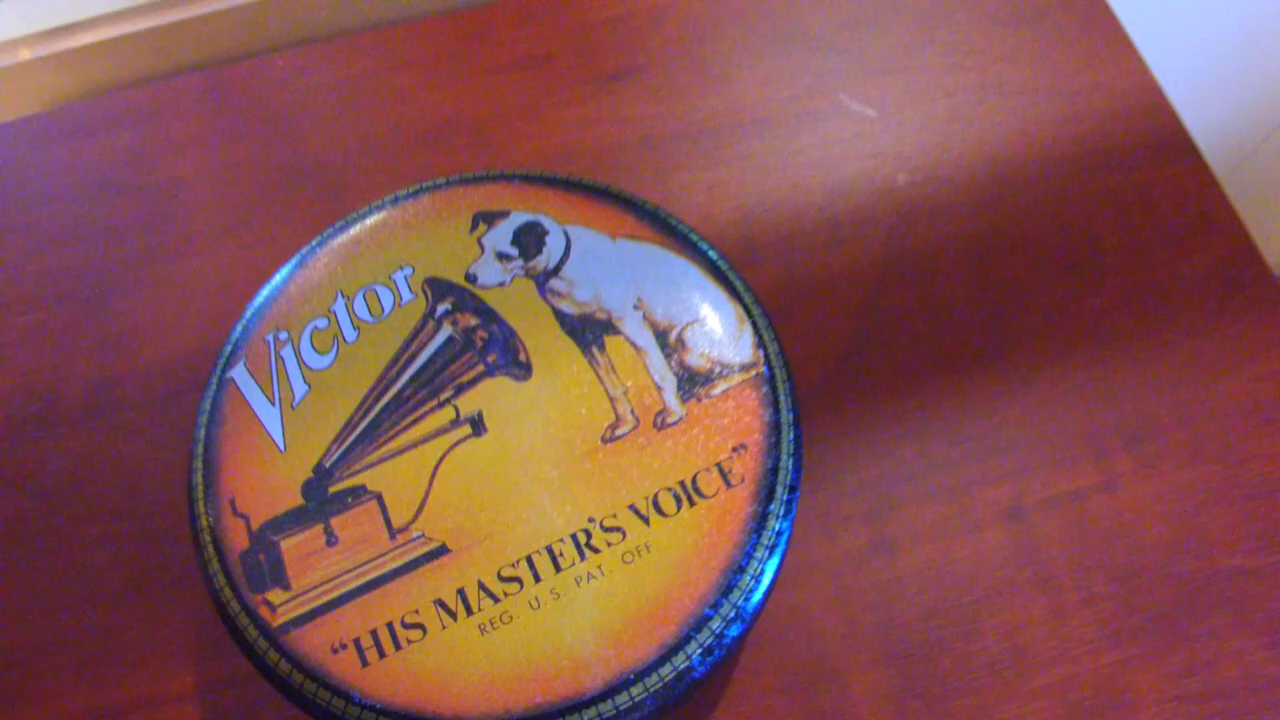 Victor
“HIS MASTER'S VOICE”
REG. U.S. PAT. OFF